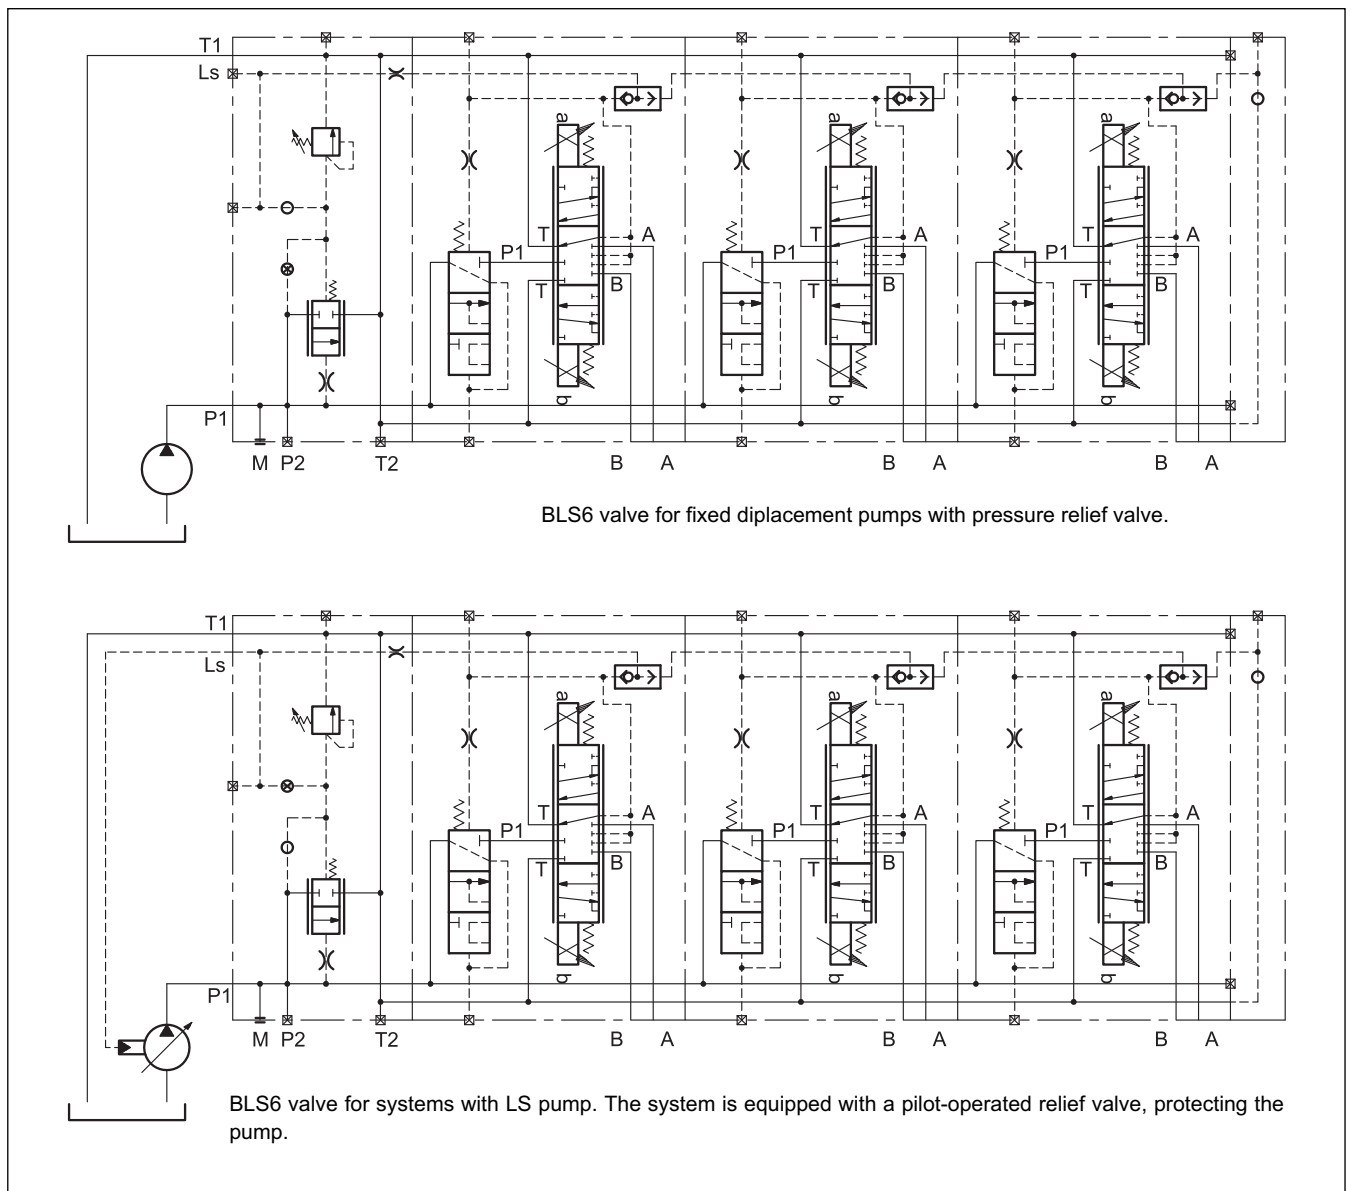 T1
Ls
a
a
a
P1
T
A
P1
T
A
P1
T
A
T
B
T
B
T
B
b
b
b
P1
M
P2
T2
B
A
B
A
B
A
BLS6 valve for fixed diplacement pumps with pressure relief valve.
T1
Ls
a
a
a
P1
T
A
P1
T
A
P1
T
A
T
B
T
B
T
B
b
b
b
P1
M
P2
T2
B
A
B
A
B
A
BLS6 valve for systems with LS pump. The system is equipped with a pilot-operated relief valve, protecting the
pump.